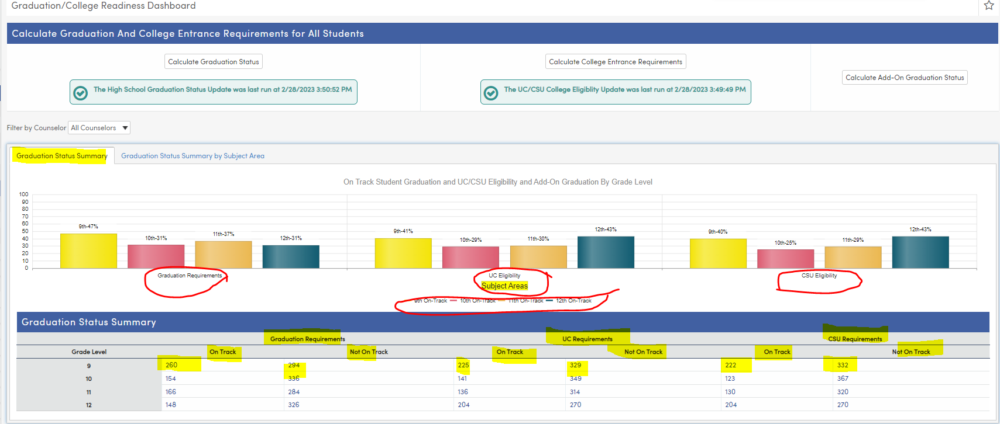 Graduation/College Readiness Dashboard
Calculate Graduation And College Entrance Requirements for All Students
Calculate Graduation Status
Calculate College Entrance Requirements
Calculate Add-On Graduation Status
The High School Graduation Status Update was last run at 2/28/2023 3:50:52 PM
The UC/CSU College Eligiblity Update was last run at 2/28/2023 3:49:49 PM
Filter by Counselor All Counselors
Graduation Status Summary Graduation Status Summary by Subject Area
On Track Student Graduation and UC/CSU Eligibility and Add-On Graduation By Grade Level
100
90
80
70
60
50
40
30
20
10
0
9th-47% 10th-31% 11th-37% 12th-31%
9th-41% 10th-29% 11th-30% 12th-43%
9th-40% 10th-25% 11th-29% 12th-43%
Graduation Requirements UC Eligibility CSU Eligibility
Subject Areas
9th On-Track 10th On-Track 11th On-Track 12th On-Track
Graduation Status Summary
Graduation Requirements UC Requirements CSU Requirements
Grade Level On Track Not On Track On Track Not On Track On Track Not On Track
9 260 294 225 329 222 332
10 154 336 141 349 123 367
11 166 284 136 314 130 320
12 148 326 204 270 204 270